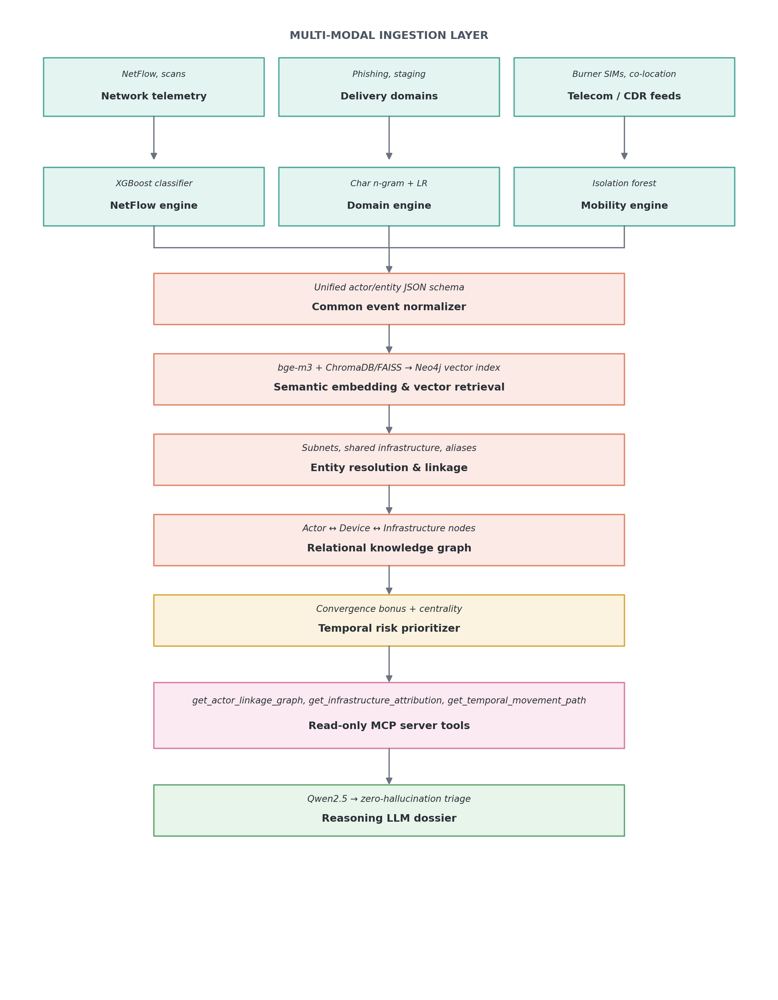 MULTI-MODAL INGESTION LAYER
NetFlow, scans
Network telemetry
Phishing, staging
Delivery domains
Burner SIMs, co-location
Telecom / CDR feeds
XGBoost classifier
NetFlow engine
Char n-gram + LR
Domain engine
Isolation forest
Mobility engine
Unified actor/entity JSON schema
Common event normalizer
bge-m3 + ChromaDB/FAISS → Neo4j vector index
Semantic embedding & vector retrieval
Subnets, shared infrastructure, aliases
Entity resolution & linkage
Actor ↔ Device ↔ Infrastructure nodes
Relational knowledge graph
Convergence bonus + centrality
Temporal risk prioritizer
get_actor_linkage_graph, get_infrastructure_attribution, get_temporal_movement_path
Read-only MCP server tools
Qwen2.5 → zero-hallucination triage
Reasoning LLM dossier